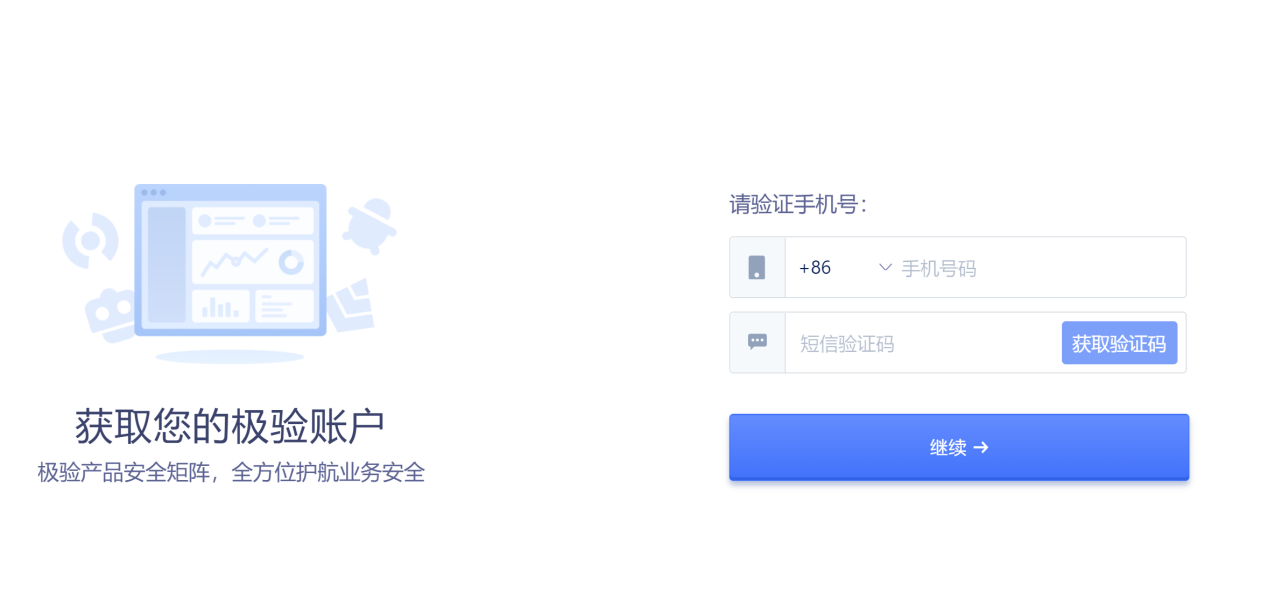 获取您的极验账户
极验产品安全矩阵，全方位护航业务安全
请验证手机号：
+86 手机号码
短信验证码 获取验证码
继续 →